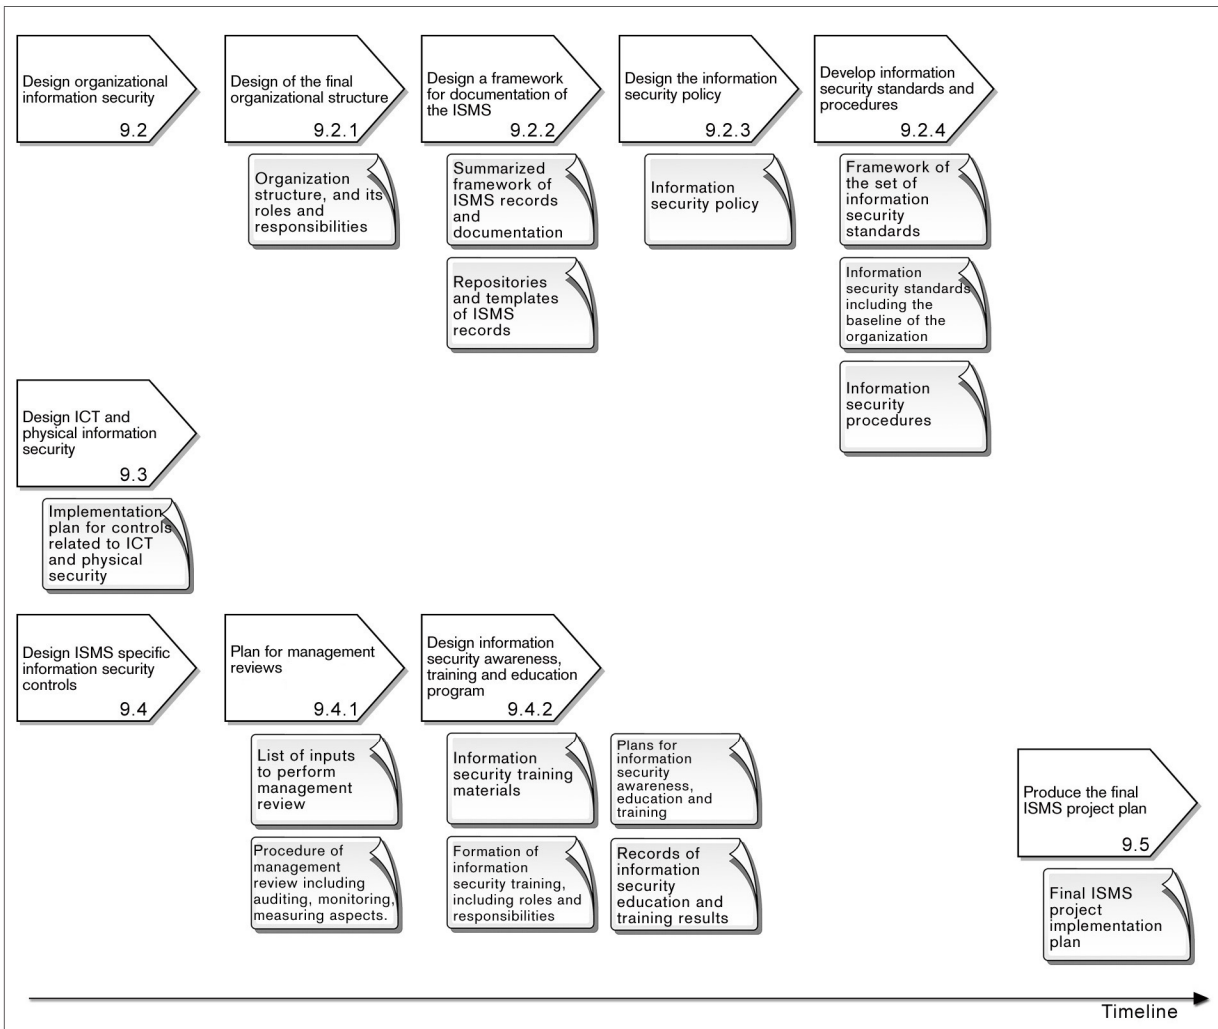 Design organizational
information security
9.2
Design of the final
organizational structure
9.2.1
Design a framework
for documentation of
the ISMS
9.2.2
Design the information
security policy
9.2.3
Develop information
security standards and
procedures
9.2.4
Organization
structure, and its
roles and
responsibilities
Summarized
framework of
ISMS records
and
documentation
Information
security policy
Framework of
the set of
information
security
standards
Repositories
and templates
of ISMS
records
Information
security standards
including the
baseline of the
organization
Information
security
procedures
Design ICT and
physical information
security
9.3
Implementation
plan for controls
related to ICT
and physical
security
Design ISMS specific
information security
controls
9.4
Plan for management
reviews
9.4.1
Design information
security awareness,
training and education
program
9.4.2
List of inputs
to perform
management
review
Information
security training
materials
Plans for
information
security
awareness,
education and
training
Procedure of
management
review including
auditing, monitoring,
measuring aspects.
Formation of
information
security training,
including roles and
responsibilities
Records of
information
security
education and
training results
Produce the final
ISMS project plan
9.5
Final ISMS
project
implementation
plan
Timeline